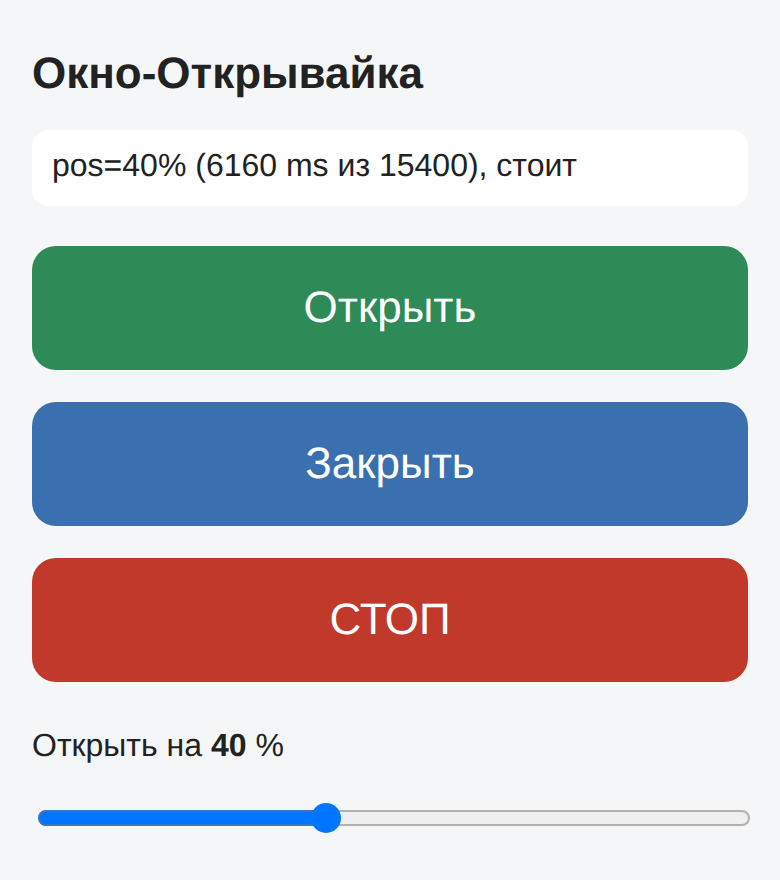 Окно-Открывайка
pos=40% (6160 ms из 15400), стоит
Открыть
Закрыть
СТОП
Открыть на 40 %